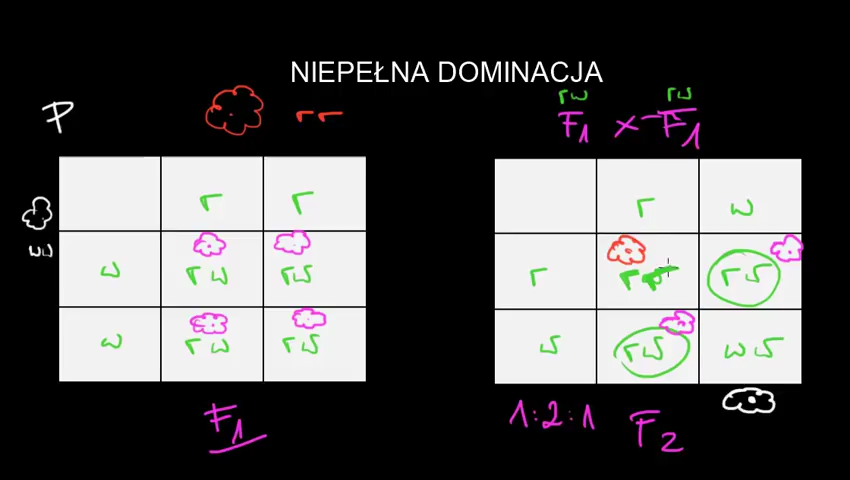 NIEPEŁNA DOMINACJA
P rr
rw rw
F1 x F1
r r
w rw rw
w rw rw
F1
r w
r rr rw
w rw ww
1:2:1 F2